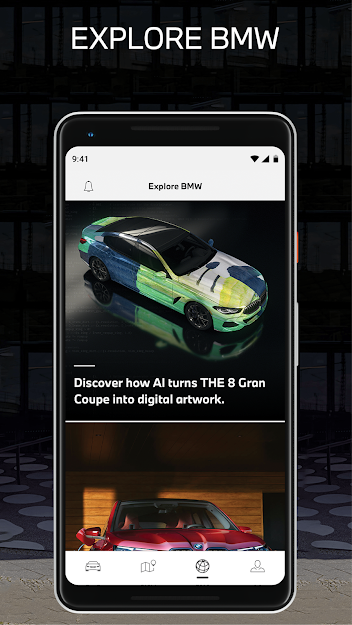 EXPLORE BMW
9:41
Explore BMW
Discover how AI turns THE 8 Gran
Coupe into digital artwork.